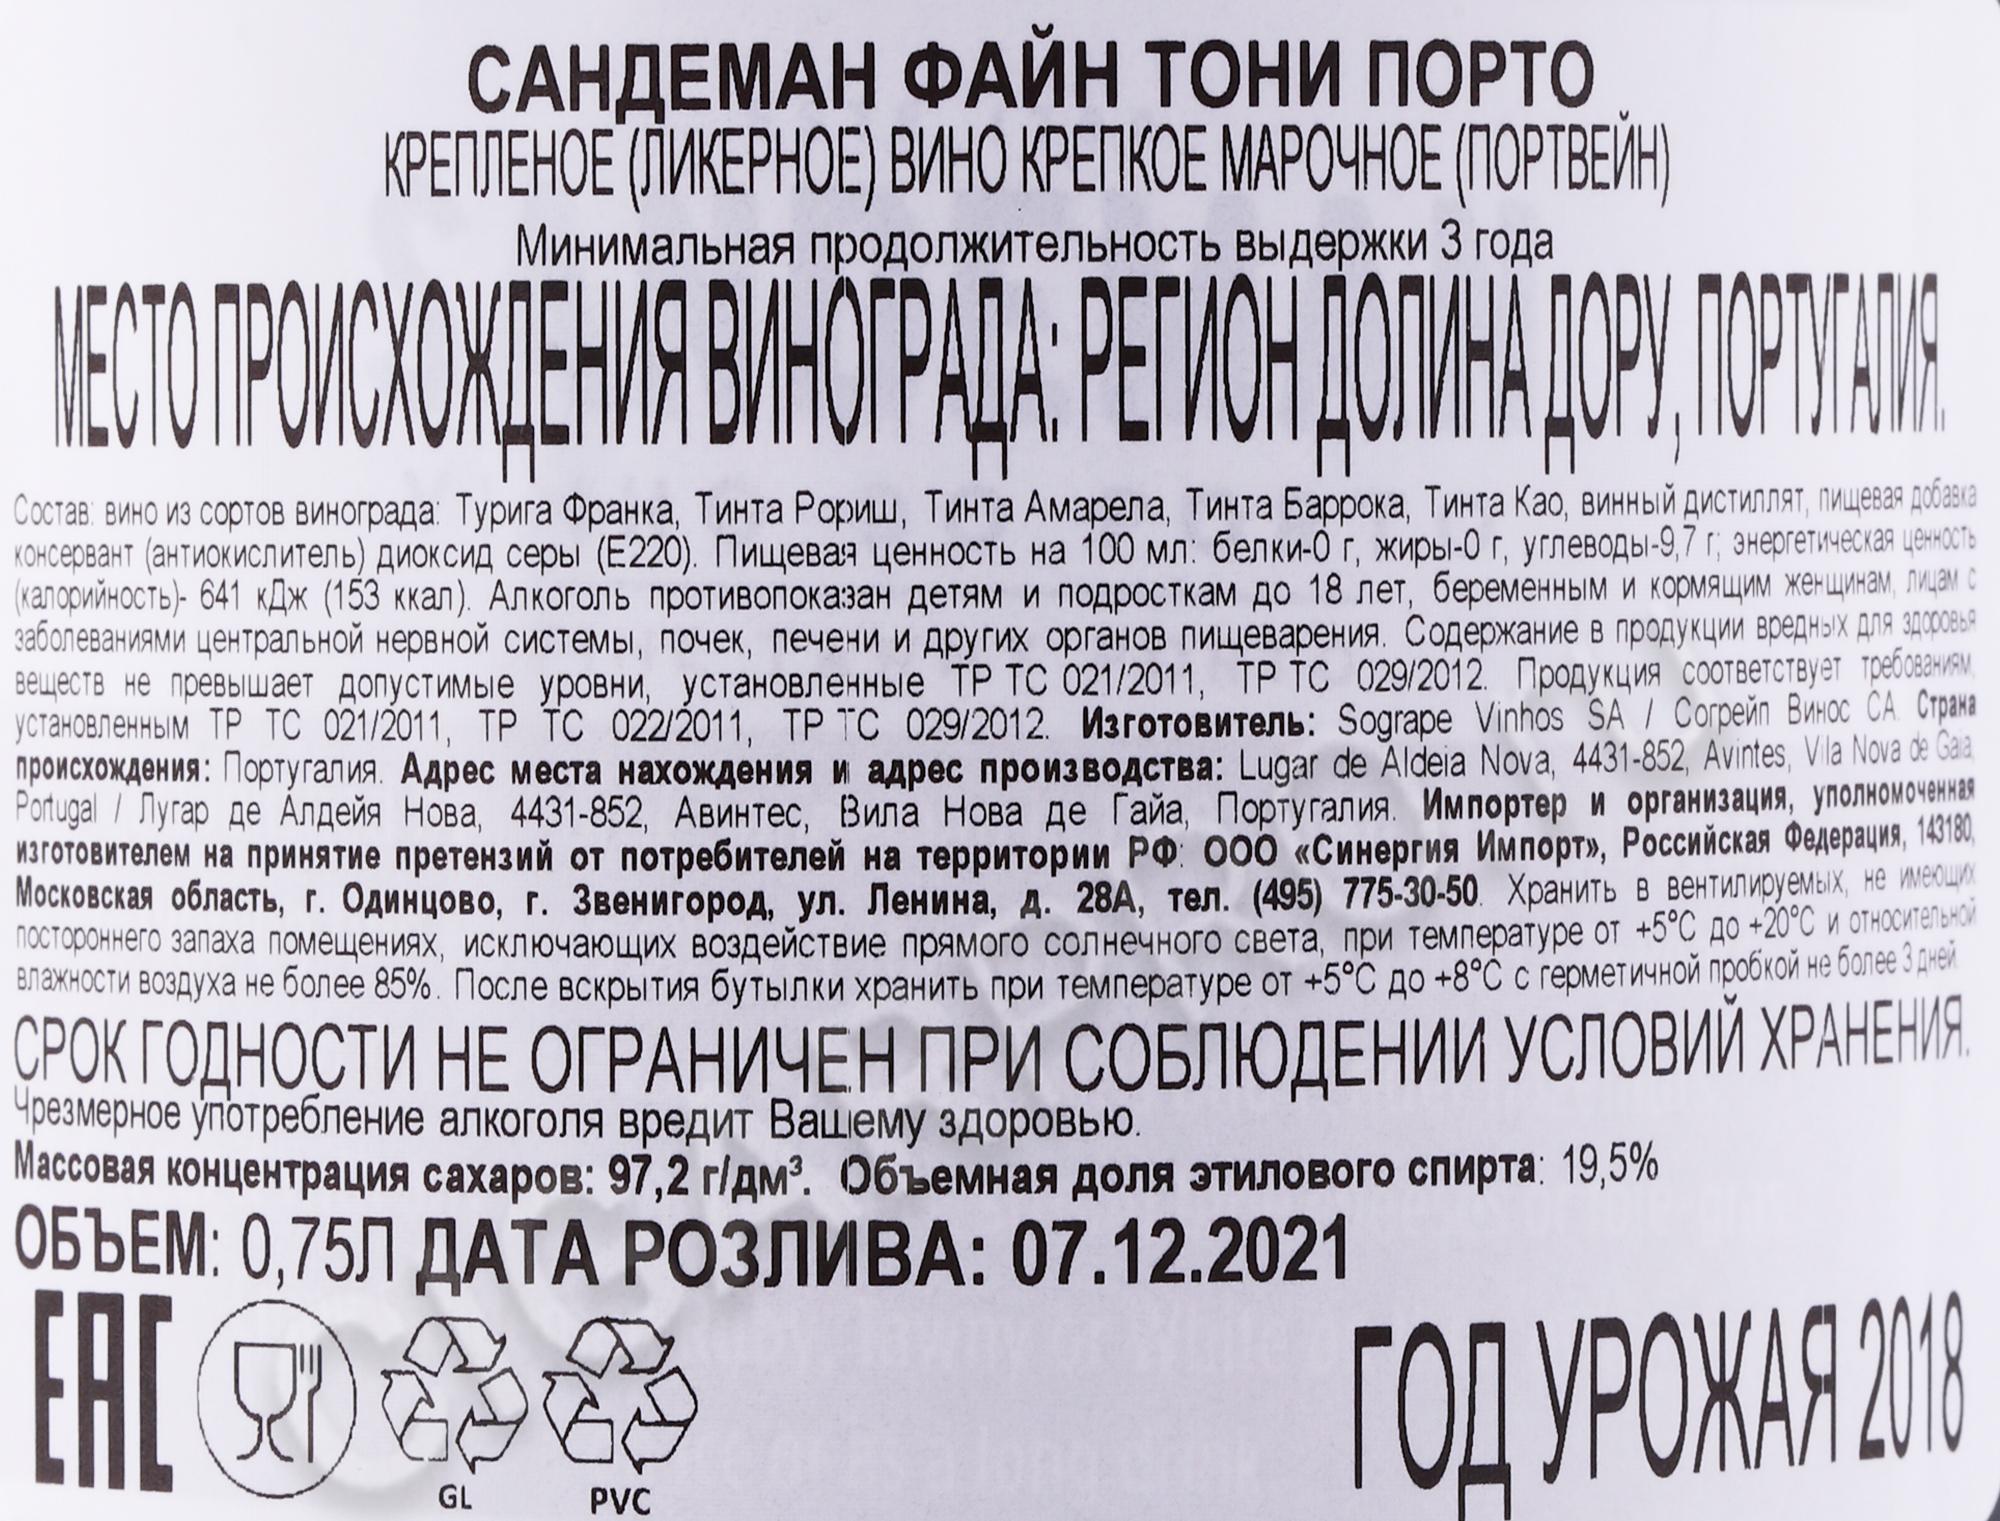 САНДЕМАН ФАЙН ТОНИ ПОРТО
КРЕПЛЕНОЕ (ЛИКЕРНОЕ) ВИНО КРЕПКОЕ МАРОЧНОЕ (ПОРТВЕЙН)
Минимальная продолжительность выдержки 3 года
МЕСТО ПРОИСХОЖДЕНИЯ ВИНОГРАДА: РЕГИОН ДОЛИНА ДОРУ, ПОРТУГАЛИЯ.
Состав: вино из сортов винограда: Турига Франка, Тинта Рориш, Тинта Амарела, Тинта Баррока, Тинта Као, винный дистиллят, пищевая добавка
консервант (антиокислитель) диоксид серы (Е220). Пищевая ценность на 100 мл: белки-0 г, жиры-0 г, углеводы-9,7 г; энергетическая ценность
(калорийность)- 641 кДж (153 ккал). Алкоголь противопоказан детям и подросткам до 18 лет, беременным и кормящим женщинам, лицам с
заболеваниями центральной нервной системы, почек, печени и других органов пищеварения. Содержание в продукции вредных для здоровья
веществ не превышает допустимые уровни, установленные ТР ТС 021/2011, ТР ТС 029/2012. Продукция соответствует требованиям,
установленным ТР ТС 021/2011, ТР ТС 022/2011, ТР ТС 029/2012. Изготовитель: Sogrape Vinhos SA / Согрейп Винос СА. Страна
происхождения: Португалия. Адрес места нахождения и адрес производства: Lugar de Aldeia Nova, 4431-852, Avintes, Vila Nova de Gaia,
Portugal / Лугар де Алдейя Нова, 4431-852, Авинтес, Вила Нова де Гайа, Португалия. Импортер и организация, уполномоченная
изготовителем на принятие претензий от потребителей на территории РФ: ООО «Синергия Импорт», Российская Федерация, 143180,
Московская область, г. Одинцово, г. Звенигород, ул. Ленина, д. 28А, тел. (495) 775-30-50. Хранить в вентилируемых, не имеющих
постороннего запаха помещениях, исключающих воздействие прямого солнечного света, при температуре от +5°С до +20°С и относительной
влажности воздуха не более 85%. После вскрытия бутылки хранить при температуре от +5°С до +8°С с герметичной пробкой не более 3 дней.
СРОК ГОДНОСТИ НЕ ОГРАНИЧЕН ПРИ СОБЛЮДЕНИИ УСЛОВИЙ ХРАНЕНИЯ.
Чрезмерное употребление алкоголя вредит Вашему здоровью.
Массовая концентрация сахаров: 97,2 г/дм³. Объемная доля этилового спирта: 19,5%
ОБЪЕМ: 0,75Л ДАТА РОЗЛИВА: 07.12.2021
ЕАС
GL PVC
ГОД УРОЖАЯ 2018